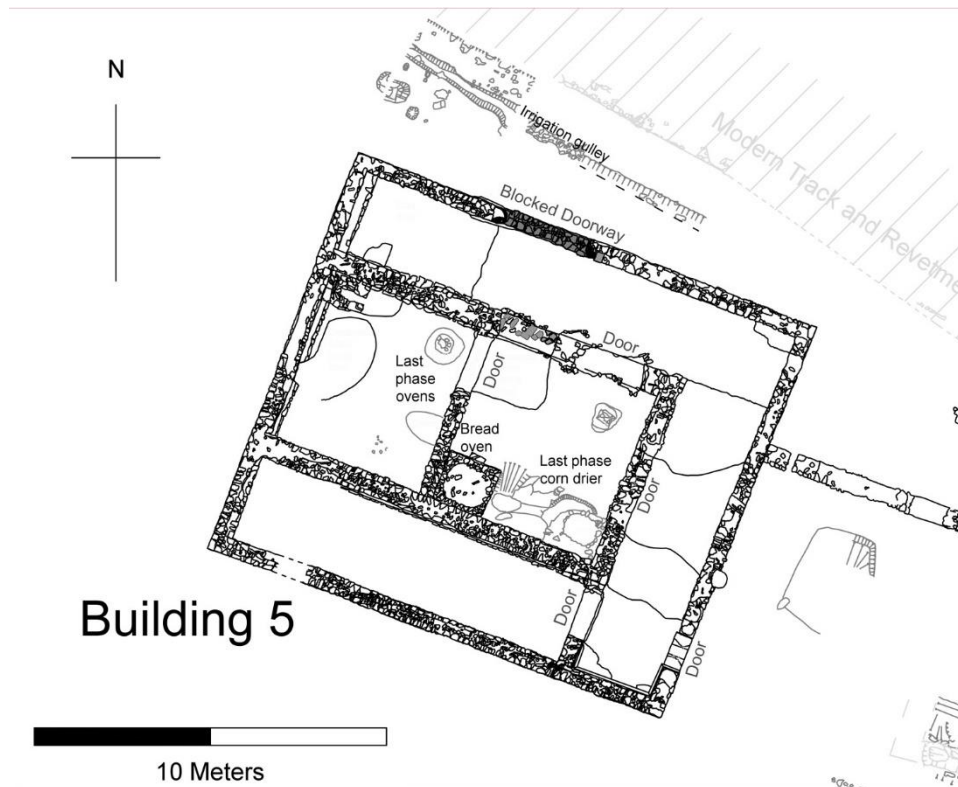 N
Irrigation gulley
Modern Track and Revetme
Blocked Doorway
Door
Door
Last
phase
ovens
Bread
oven
Last phase
corn drier
Door
Door
Door
Building 5
10 Meters